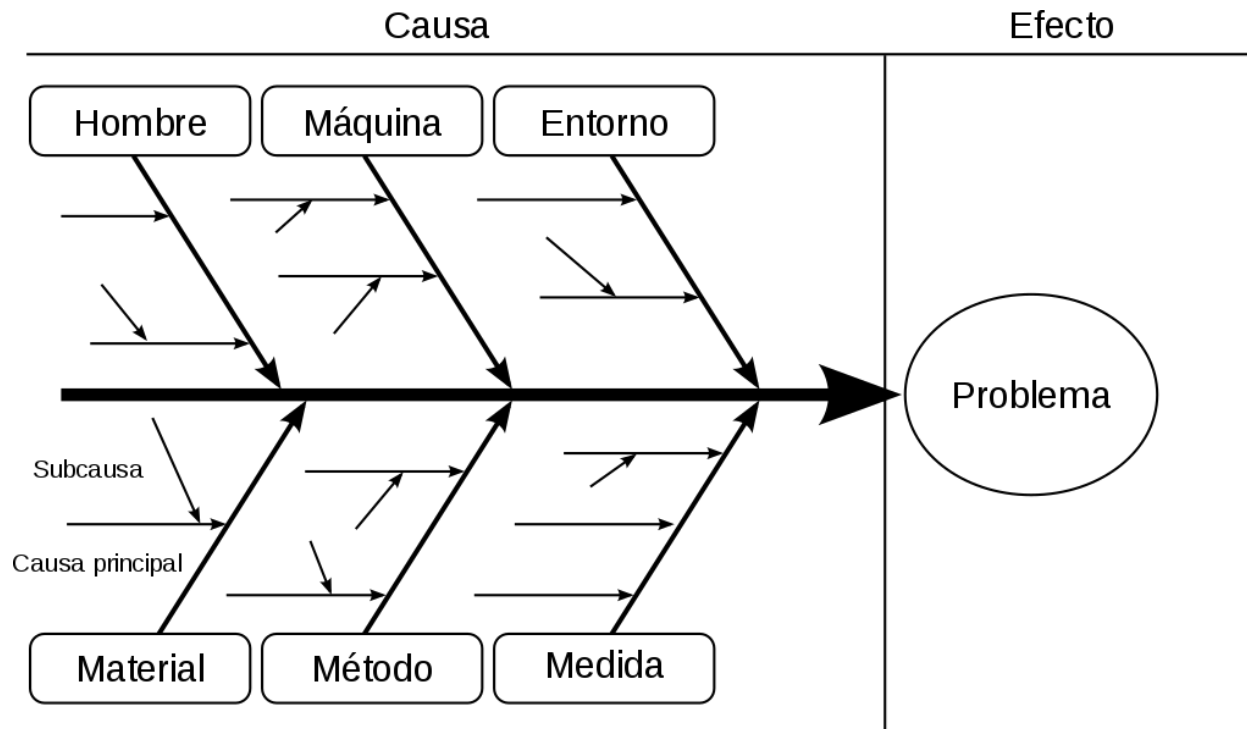 Causa
Efecto
Hombre
Máquina
Entorno
Problema
Subcausa
Causa principal
Material
Método
Medida